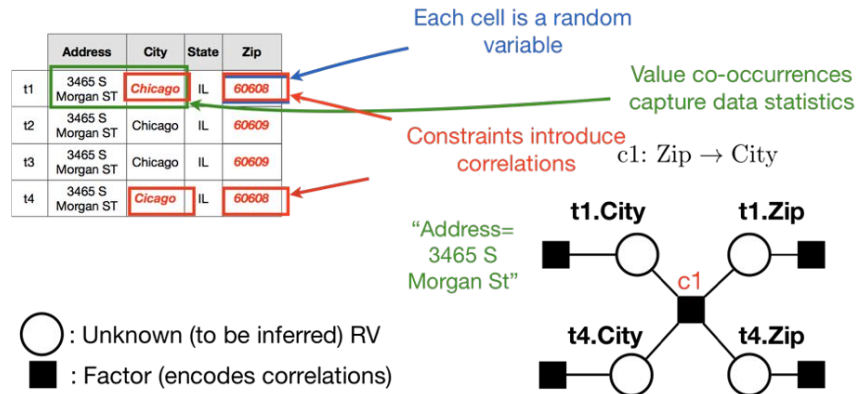 Each cell is a random
variable
Address City State Zip
t1 3465 S Morgan ST Chicago IL 60608
t2 3465 S Morgan ST Chicago IL 60609
t3 3465 S Morgan ST Chicago IL 60609
t4 3465 S Morgan ST Cicago IL 60608
Value co-occurrences
capture data statistics
Constraints introduce
correlations
c1: Zip → City
t1.City t1.Zip
"Address=
3465 S
Morgan St"
c1
t4.City t4.Zip
: Unknown (to be inferred) RV
: Factor (encodes correlations)